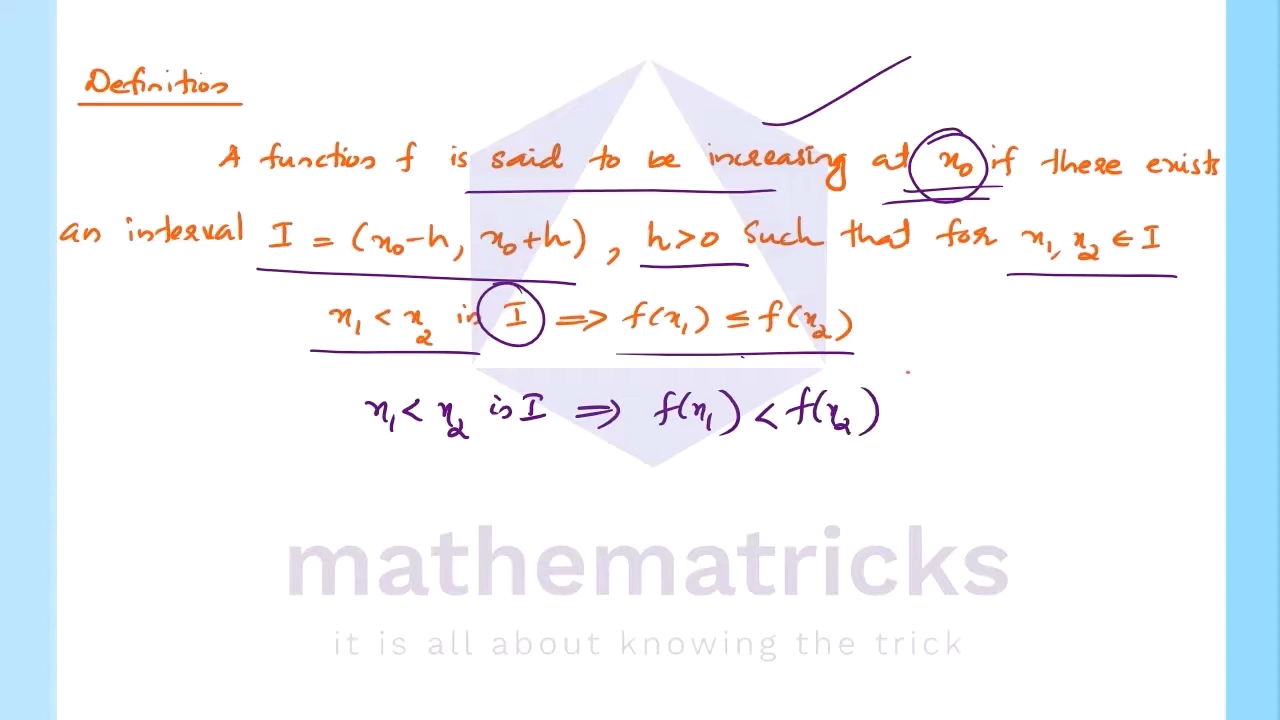 Definition
A function f is said to be increasing at x₀ if there exists
an interval I = (x₀-h, x₀+h), h>0 such that for x₁, x₂ ∈ I
x₁ < x₂ in I ⟹ f(x₁) ≤ f(x₂)
x₁ < x₂ in I ⟹ f(x₁) < f(x₂)
mathematricks
it is all about knowing the trick